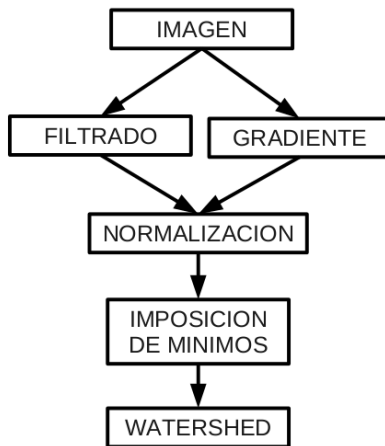 IMAGEN
FILTRADO
GRADIENTE
NORMALIZACION
IMPOSICION
DE MINIMOS
WATERSHED